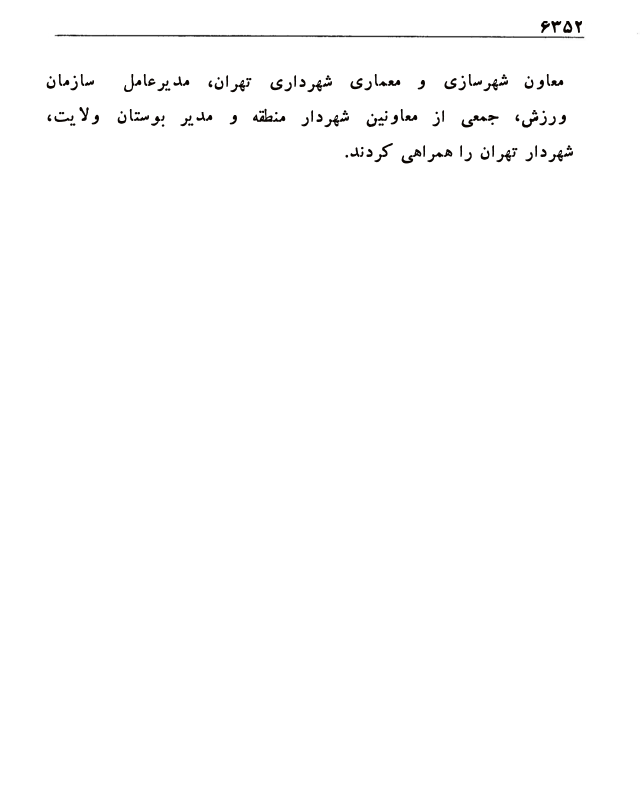 ۶۳۵۲
معاون شهرسازی و معماری شهرداری تهران، مدیرعامل سازمان
ورزش، جمعی از معاونین شهردار منطقه و مدیر بوستان ولایت،
شهردار تهران را همراهی کردند.